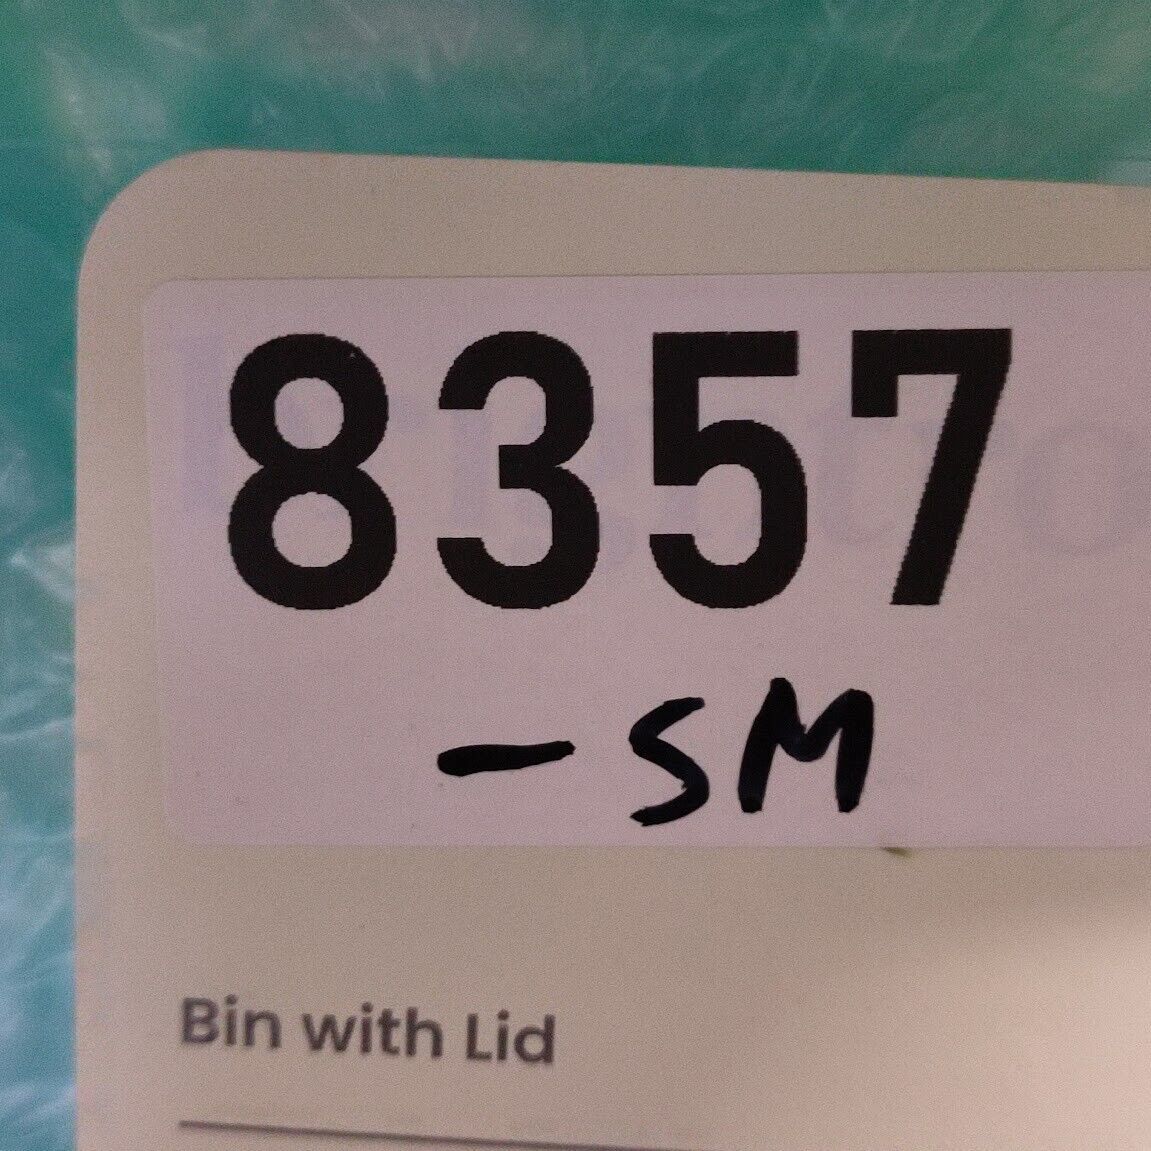 8357
- SM
Bin with Lid